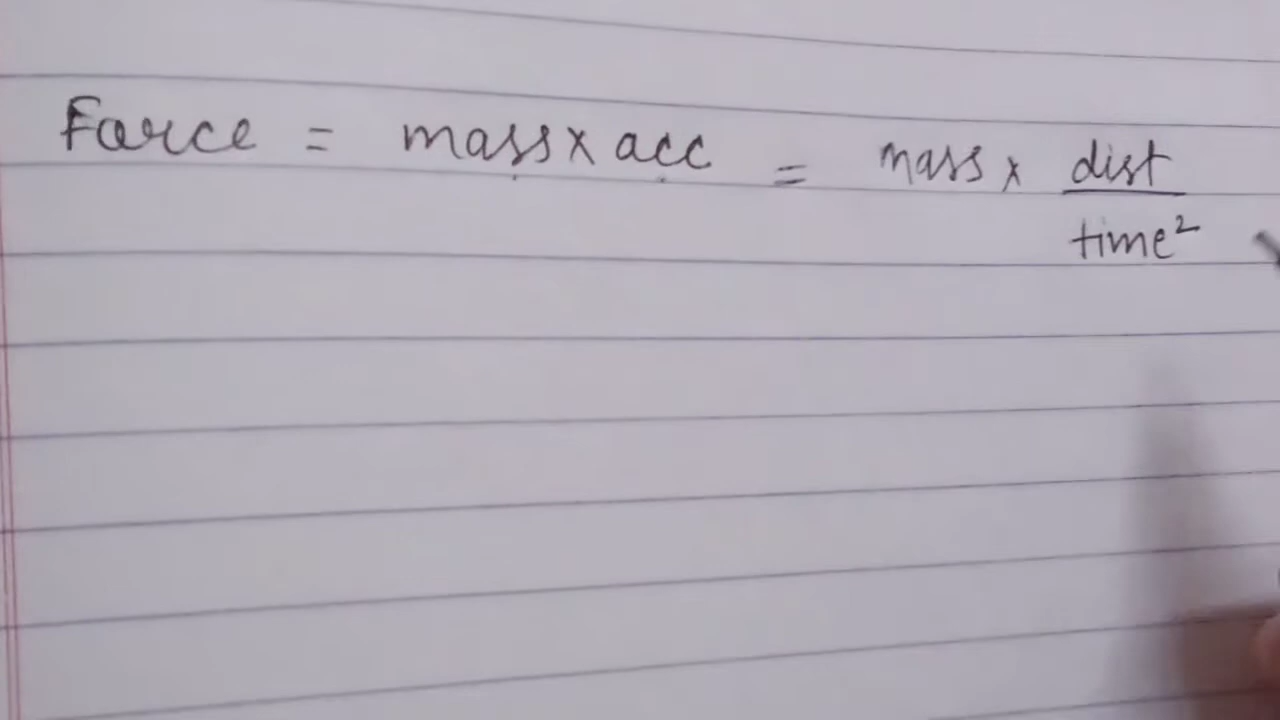 Force = mass x acc = mass x dist / time²